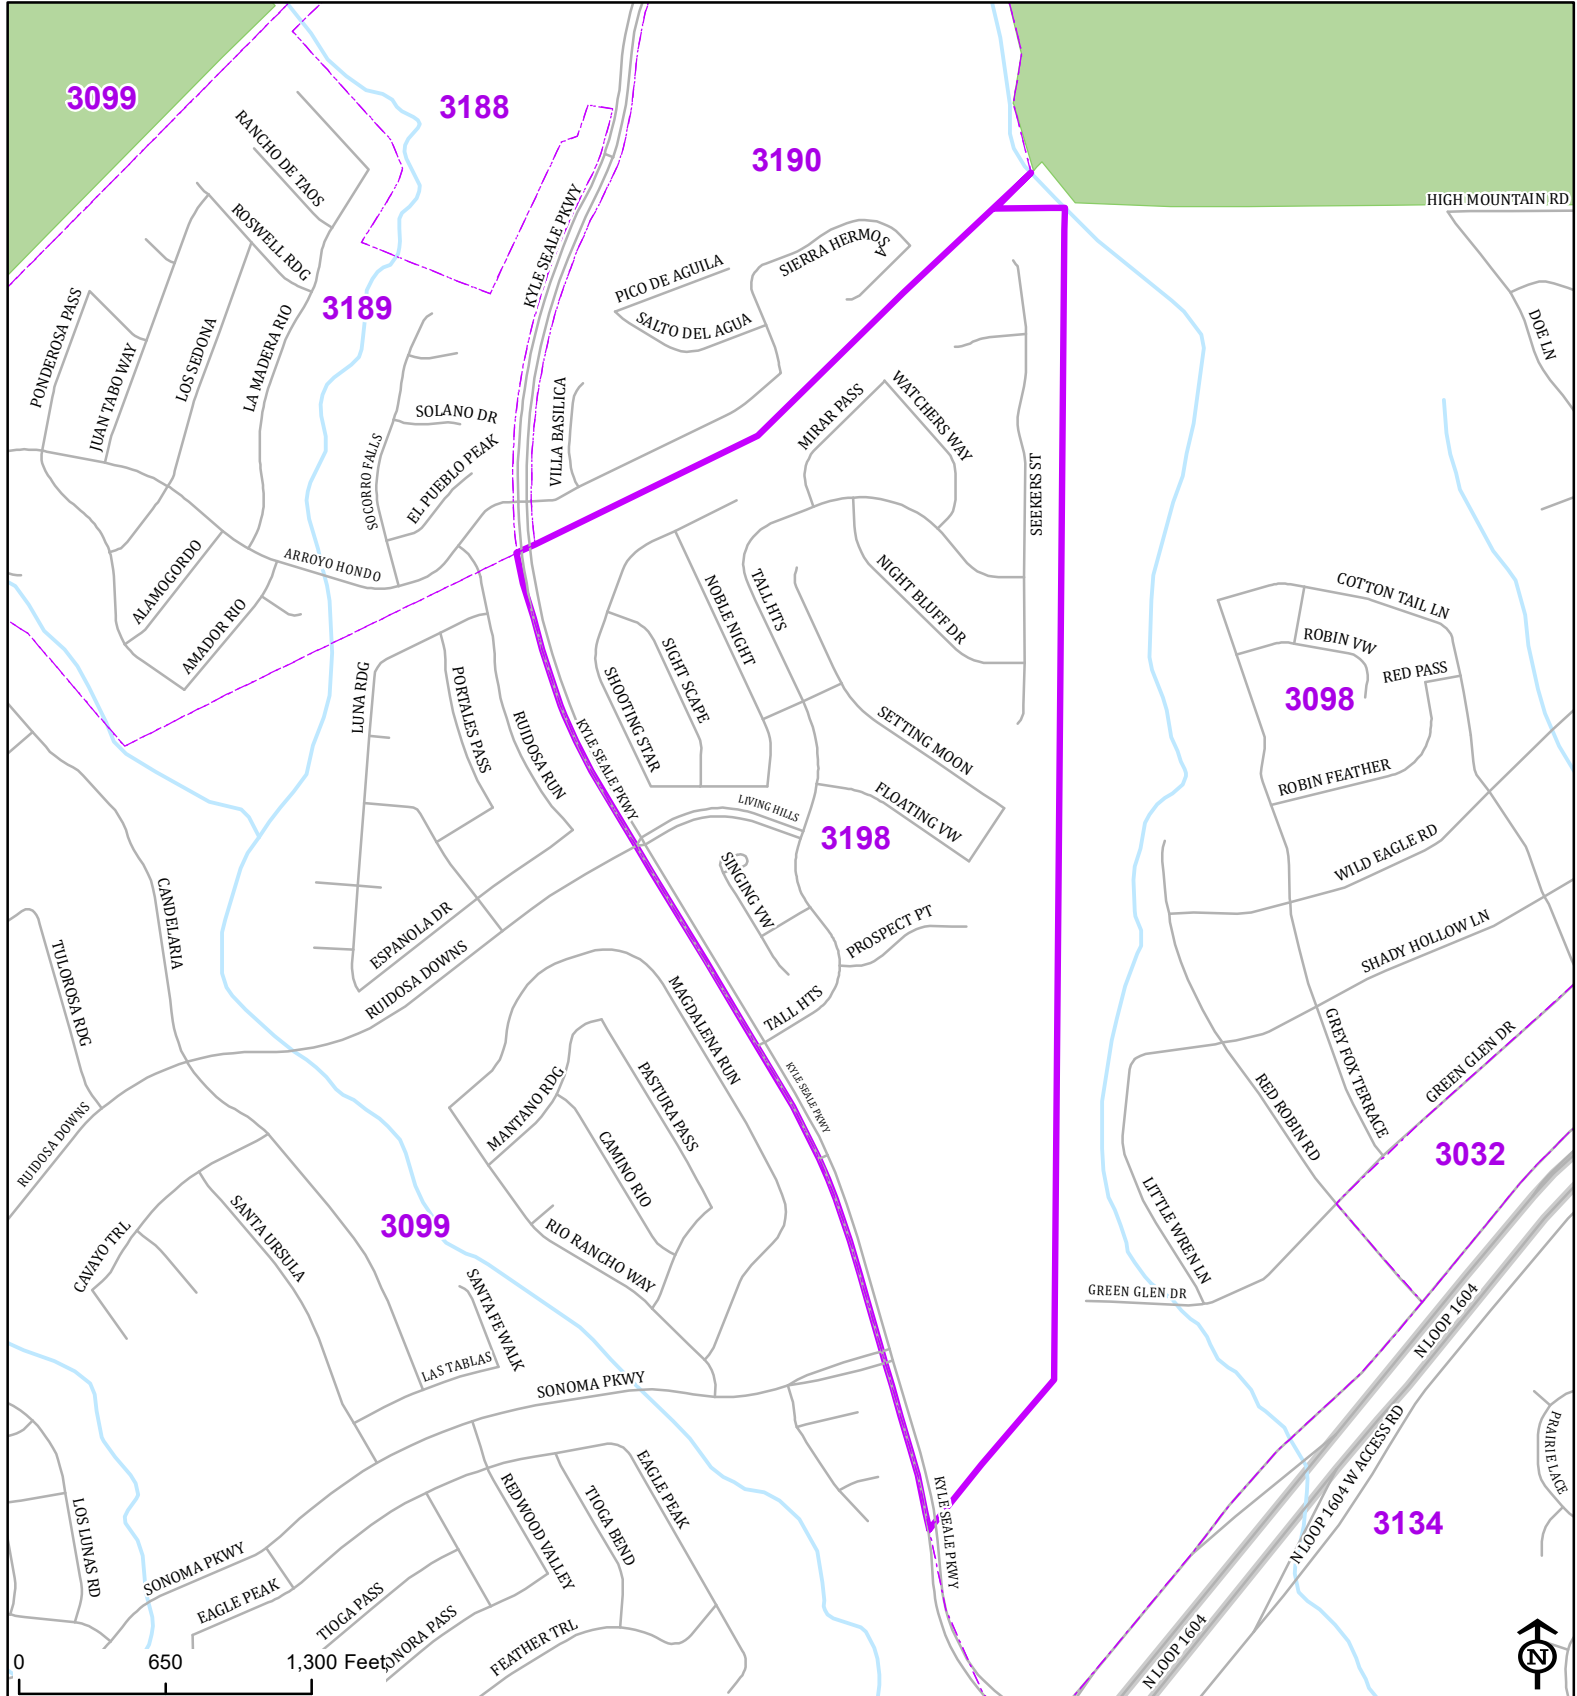 3099
3188
3190
RANCHO DE TAOS
KYLE SEALE PKWY
HIGH MOUNTAIN RD
ROSWELL RDG
SIERRA HERMOSA
PICO DE AGUILA
3189
SALTO DEL AGUA
DOE LN
PONDEROSA PASS
JUAN TABO WAY
LOS SEDONA
LA MADERA RIO
SOLANO DR
VILLA BASILICA
MIRAR PASS
WATCHERS WAY
SOCORRO FALLS
EL PUEBLO PEAK
SEEKERS ST
ARROYO HONDO
ALAMOGORDO
AMADOR RIO
NOBLE NIGHT
TALL HTS
NIGHT BLUFF DR
COTTON TAIL LN
ROBIN VW
RED PASS
3098
LUNA RDG
PORTALES PASS
RUIDOSA RUN
SHOOTING STAR
SIGHT SCAPE
SETTING MOON
KYLE SEALE PKWY
ROBIN FEATHER
LIVING HILLS
3198
FLOATING VW
WILD EAGLE RD
SINGING VW
CANDELARIA
ESPANOLA DR
RUIDOSA DOWNS
PROSPECT PT
SHADY HOLLOW LN
TULOROSA RDG
MAGDALENA RUN
TALL HTS
GREY FOX TERRACE
GREEN GLEN DR
RUIDOSA DOWNS
MANTANO RDG
PASTURA PASS
KYLE SEALE PKWY
RED ROBIN RD
3032
CAMINO RIO
CAVAYO TRL
SANTA URSULA
3099
RIO RANCHO WAY
LITTLE WREN LN
GREEN GLEN DR
SANTA FE WALK
LAS TABLAS
SONOMA PKWY
N LOOP 1604
N LOOP 1604 W ACCESS RD
PRAIRIE LACE
3134
EAGLE PEAK
REDWOOD VALLEY
TIOGA BEND
KYLE SEALE PKWY
LOS LUNAS RD
SONOMA PKWY
EAGLE PEAK
TIOGA PASS
SONORA PASS
FEATHER TRL
N LOOP 1604
0 650 1,300 Feet
N